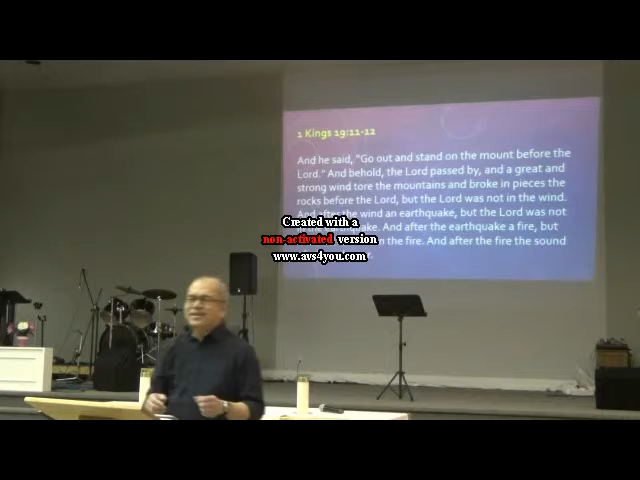 1 Kings 19:11-12
And he said, "Go out and stand on the mount before the
Lord." And behold, the Lord passed by, and a great and
strong wind tore the mountains and broke in pieces the
rocks before the Lord, but the Lord was not in the wind.
And after the wind an earthquake, but the Lord was not
earthquake. And after the earthquake a fire, but
in the fire. And after the fire the sound
Created with a
non-activated version
www.avs4you.com